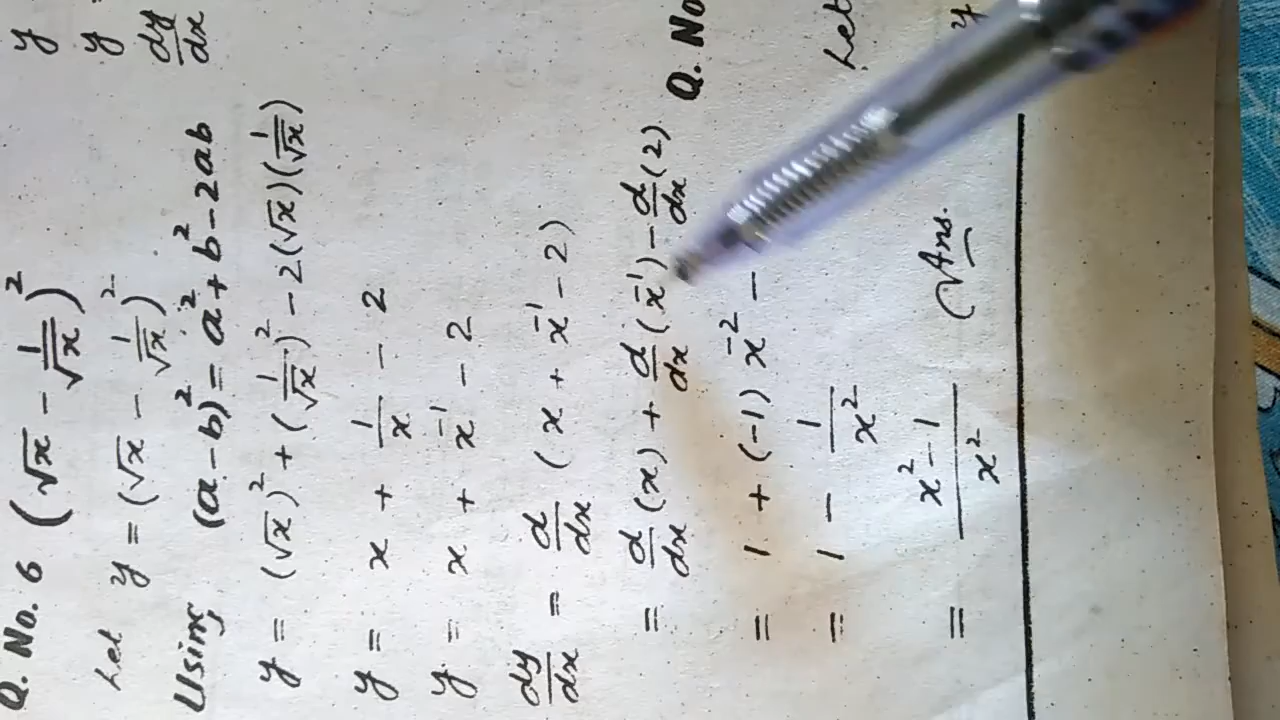 Q. No. 6 (√x - 1/√x)²
Let y = (√x - 1/√x)²
Using (a - b)² = a² + b² - 2ab
y = (√x)² + (1/√x)² - 2(√x)(1/√x)
y = x + 1/x - 2
y = x + x⁻¹ - 2
dy/dx = d/dx (x + x⁻¹ - 2)
= d/dx (x) + d/dx (x⁻¹) - d/dx (2)
= 1 + (-1) x⁻² -
= 1 - 1/x²
= x² - 1/x² Ans.
y
y
dy/dx
Q. No
Let
y